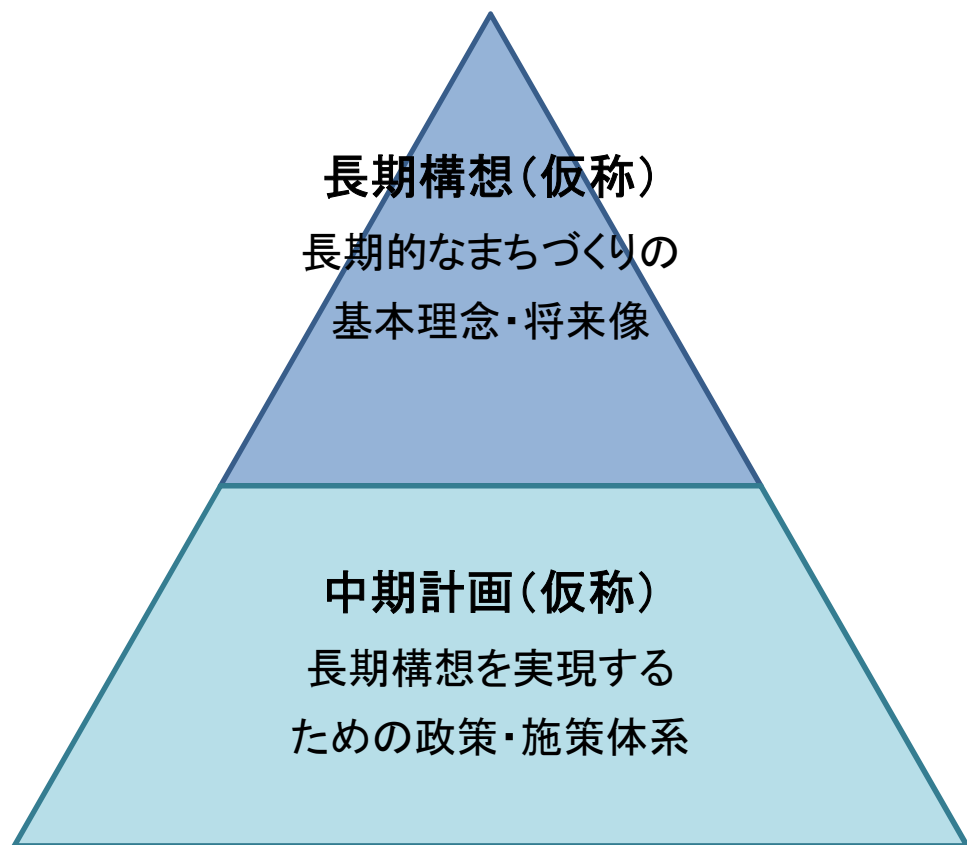 長期構想（仮称）
長期的なまちづくりの
基本理念・将来像
中期計画（仮称）
長期構想を実現する
ための政策・施策体系